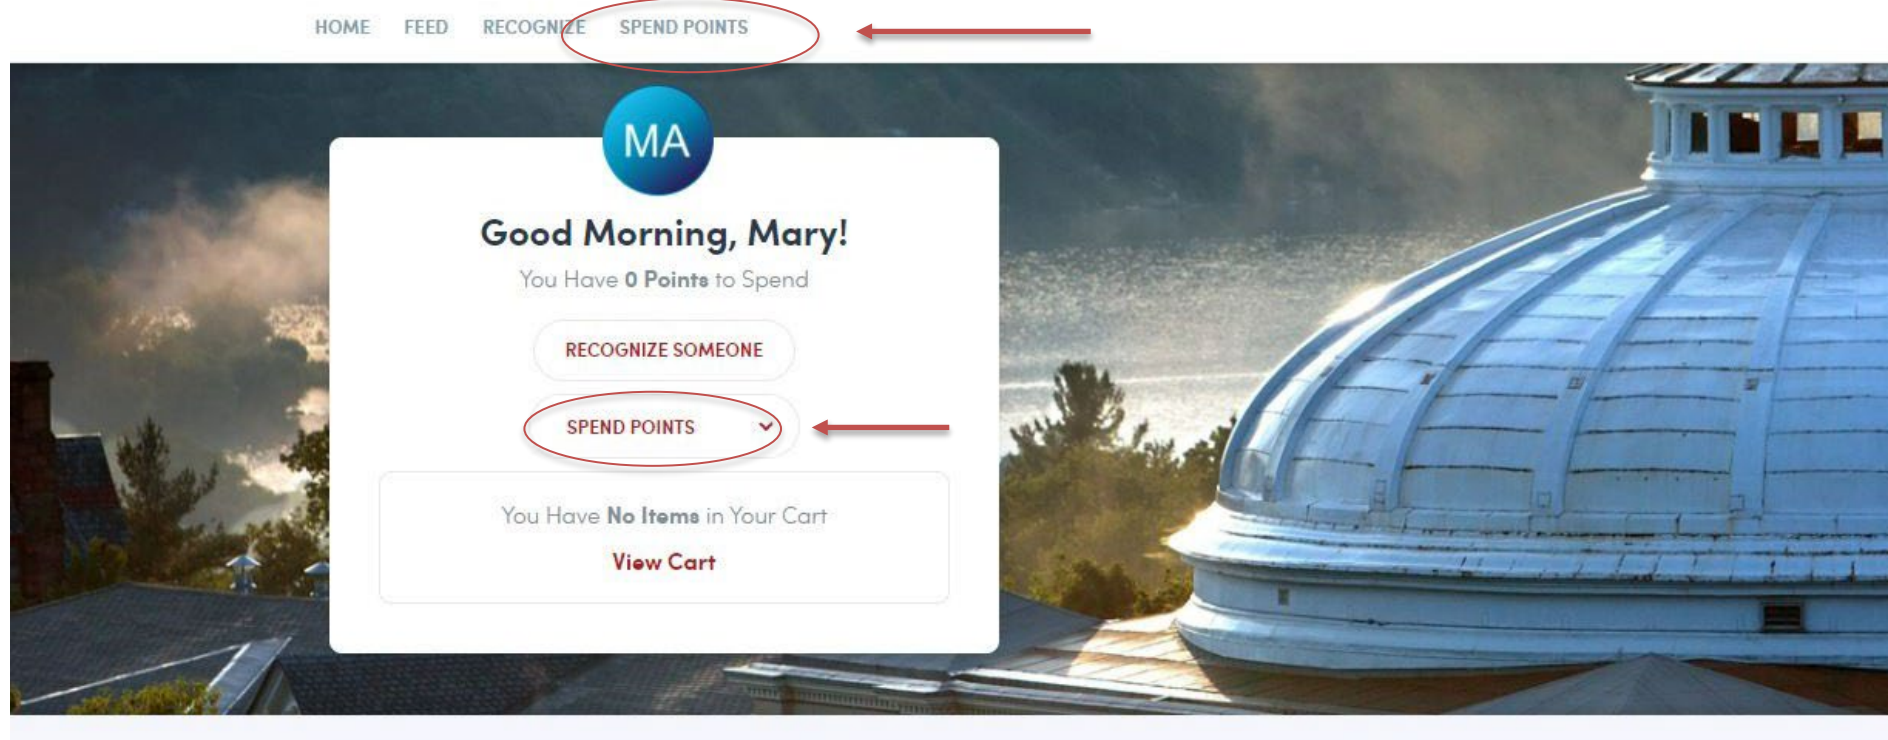 HOME FEED RECOGNIZE SPEND POINTS
MA
Good Morning, Mary!
You Have 0 Points to Spend
RECOGNIZE SOMEONE
SPEND POINTS
You Have No Items in Your Cart
View Cart